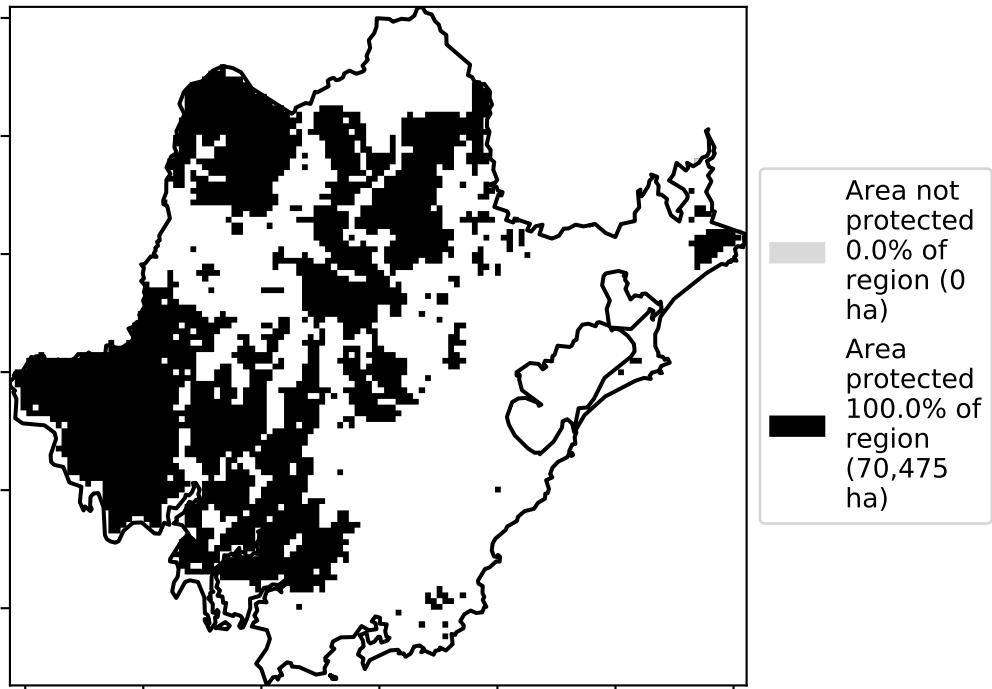 Area not
protected
0.0% of
region (0
ha)
Area
protected
100.0% of
region
(70,475
ha)